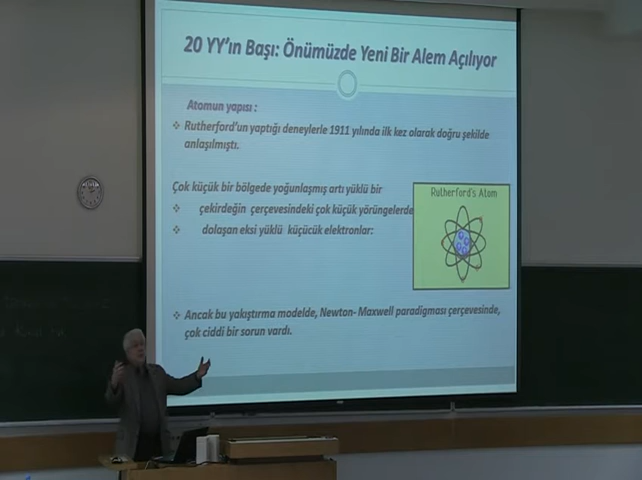 20 YY'ın Başı: Önümüzde Yeni Bir Alem Açılıyor
Atomun yapısı :
Rutherford'un yaptığı deneylerle 1911 yılında ilk kez olarak doğru şekilde
anlaşılmıştı.
Çok küçük bir bölgede yoğunlaşmış artı yüklü bir
Rutherford's Atom
çekirdeğin çerçevesindeki çok küçük yörüngelerde
dolaşan eksi yüklü küçücük elektronlar:
Ancak bu yakıştırma modelde, Newton- Maxwell paradigması çerçevesinde,
çok ciddi bir sorun vardı.